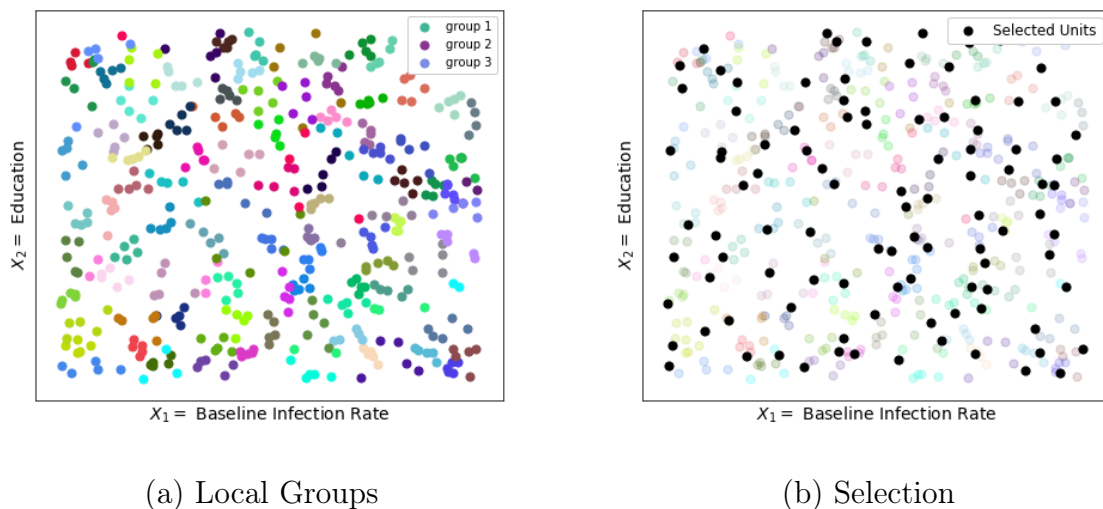 group 1
group 2
group 3
X₂ = Education
X₁ = Baseline Infection Rate
(a) Local Groups
Selected Units
X₂ = Education
X₁ = Baseline Infection Rate
(b) Selection